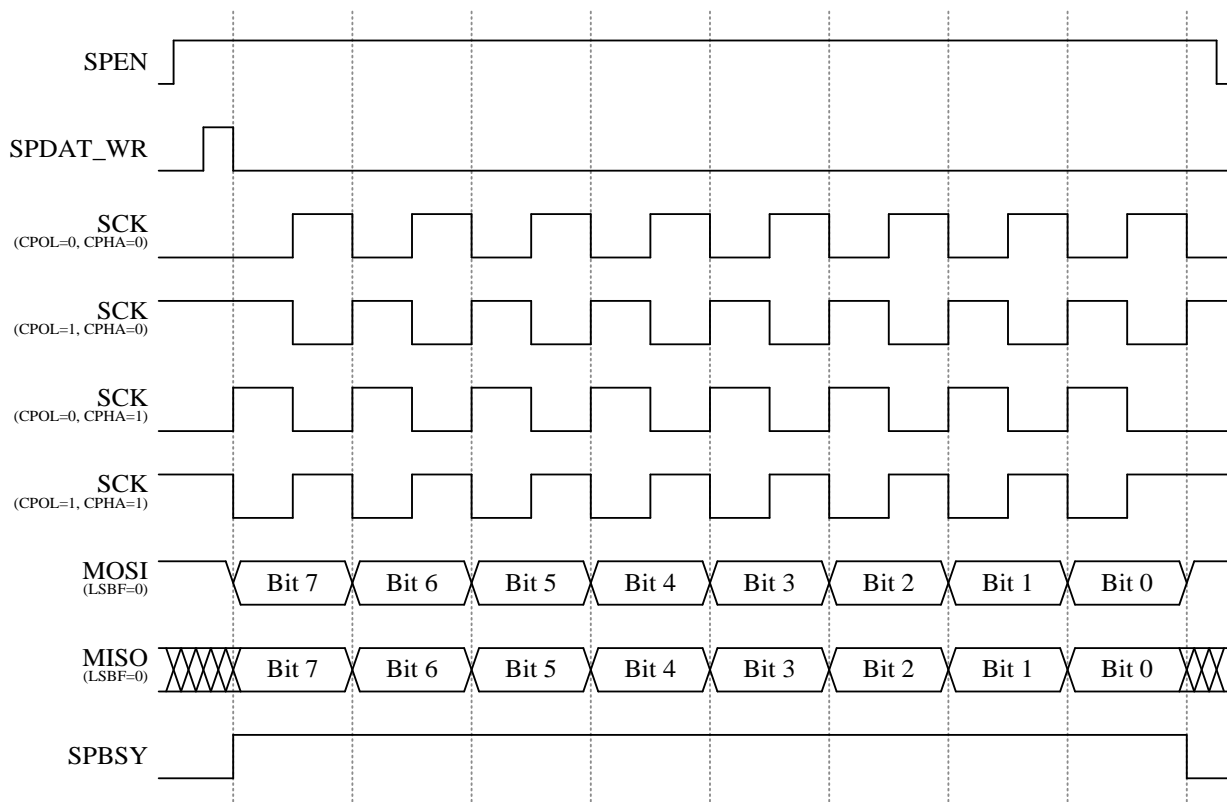 SPEN
SPDAT_WR
SCK
(CPOL=0, CPHA=0)
SCK
(CPOL=1, CPHA=0)
SCK
(CPOL=0, CPHA=1)
SCK
(CPOL=1, CPHA=1)
MOSI
(LSBF=0)
Bit 7 Bit 6 Bit 5 Bit 4 Bit 3 Bit 2 Bit 1 Bit 0
MISO
(LSBF=0)
Bit 7 Bit 6 Bit 5 Bit 4 Bit 3 Bit 2 Bit 1 Bit 0
SPBSY